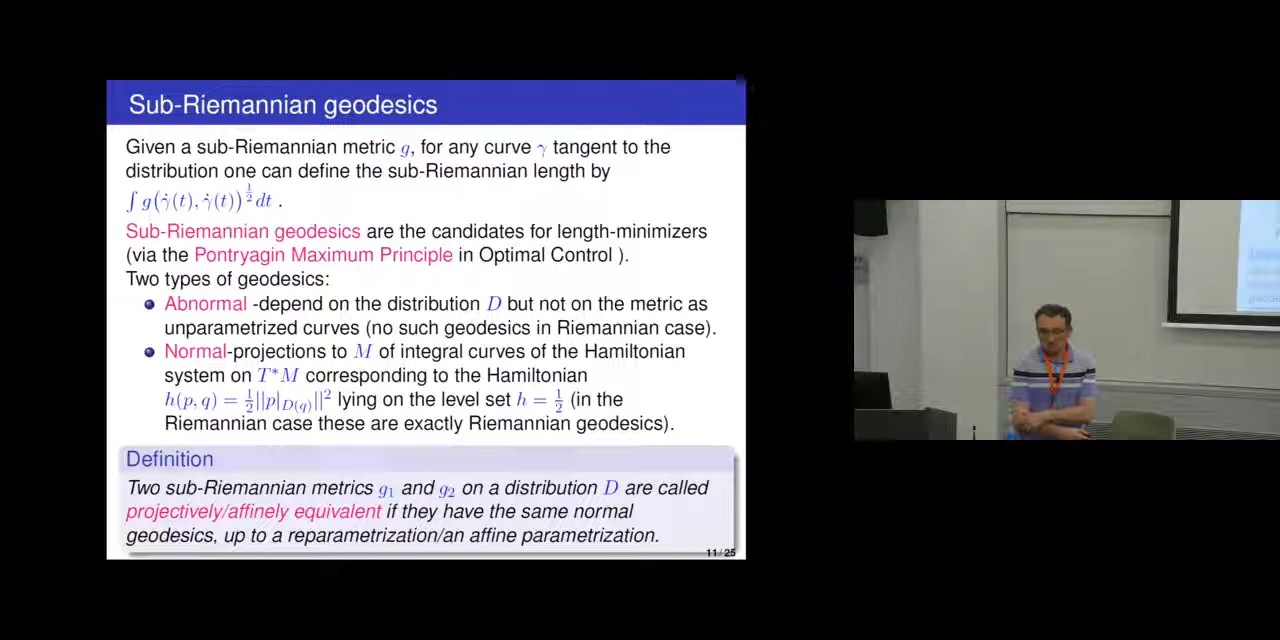 Sub-Riemannian geodesics
Given a sub-Riemannian metric g, for any curve γ tangent to the
distribution one can define the sub-Riemannian length by
∫ g(γ̇(t), γ̇(t))^{1/2} dt .
Sub-Riemannian geodesics are the candidates for length-minimizers
(via the Pontryagin Maximum Principle in Optimal Control ).
Two types of geodesics:
Abnormal -depend on the distribution D but not on the metric as
unparametrized curves (no such geodesics in Riemannian case).
Normal-projections to M of integral curves of the Hamiltonian
system on T*M corresponding to the Hamiltonian
h(p, q) = 1/2||p|_{D(q)}||² lying on the level set h = 1/2 (in the
Riemannian case these are exactly Riemannian geodesics).
Definition
Two sub-Riemannian metrics g₁ and g₂ on a distribution D are called
projectively/affinely equivalent if they have the same normal
geodesics, up to a reparametrization/an affine parametrization.
11 / 25